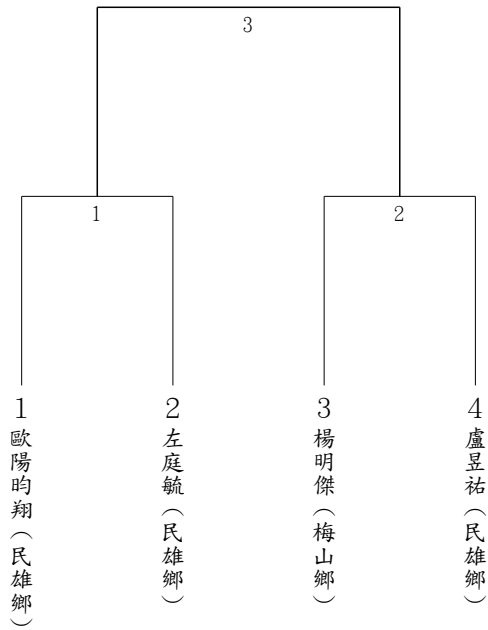 3
1
2
1 歐陽昀翔（民雄鄉）
2 左庭毓（民雄鄉）
3 楊明傑（梅山鄉）
4 盧昱祐（民雄鄉）